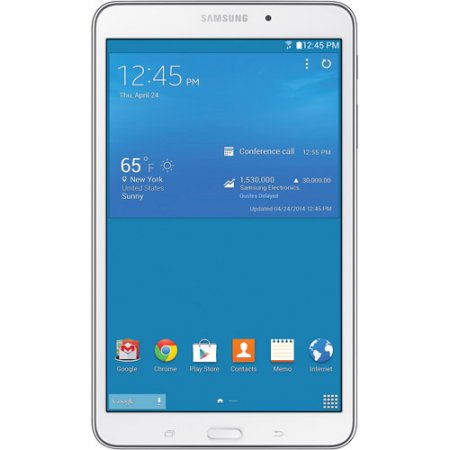 SAMSUNG
12:45 PM
12:45 PM
Thu, April 24
Conference call 12:55 PM
65° F
New York
United States
Sunny
1,530,000 ▲ 30,000.00
Samsung Electronics.
Quotes Delayed
Updated 04/24/2014 12:45 PM
Google Chrome Play Store Contacts Memo Internet
Google